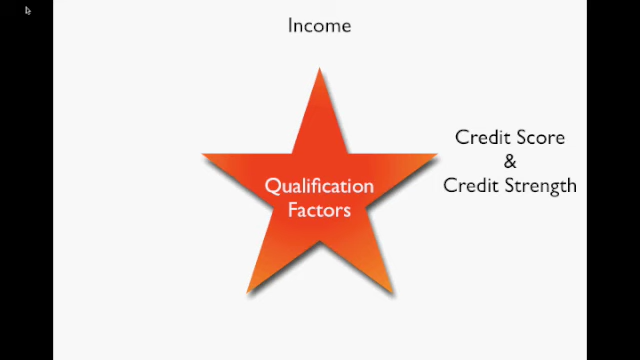 Income
Credit Score
&
Credit Strength
Qualification
Factors